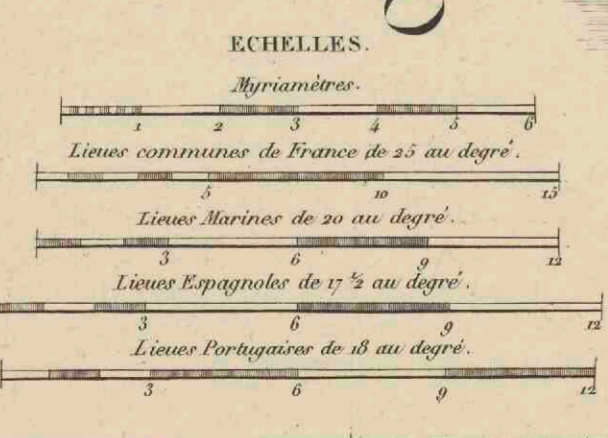 ECHELLES.
Myriamètres.
1 2 3 4 5 6
Lieues communes de France de 25 au degré.
5 10 15
Lieues Marines de 20 au degré.
3 6 9 12
Lieues Espagnoles de 17 1/2 au degré.
3 6 9 12
Lieues Portugaises de 18 au degré.
3 6 9 12